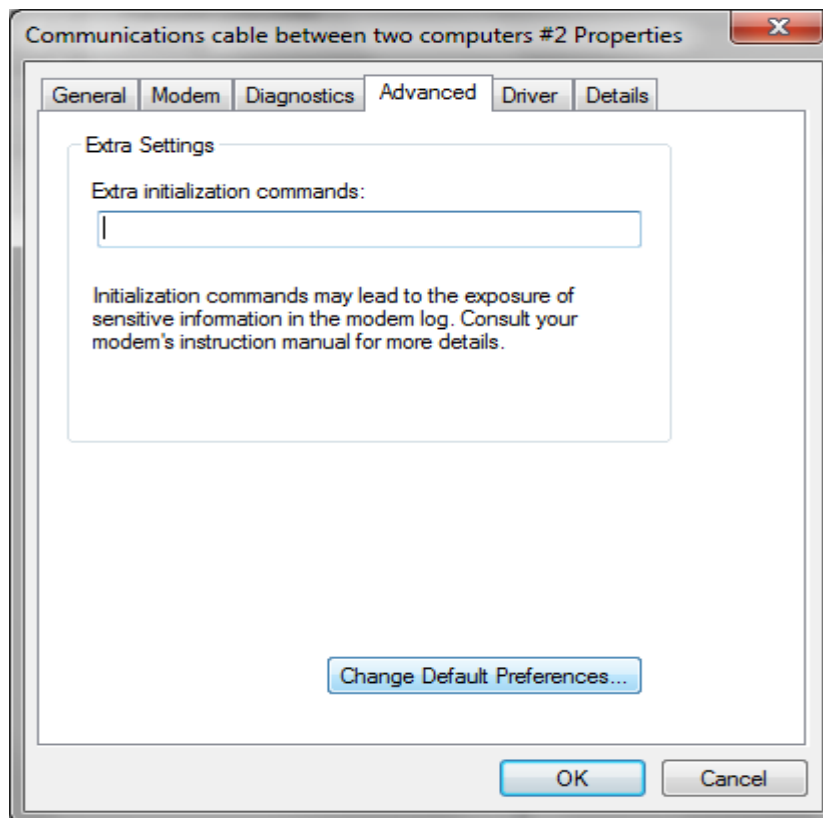 Communications cable between two computers #2 Properties
General Modem Diagnostics Advanced Driver Details
Extra Settings
Extra initialization commands:
Initialization commands may lead to the exposure of
sensitive information in the modem log. Consult your
modem's instruction manual for more details.
Change Default Preferences...
OK Cancel